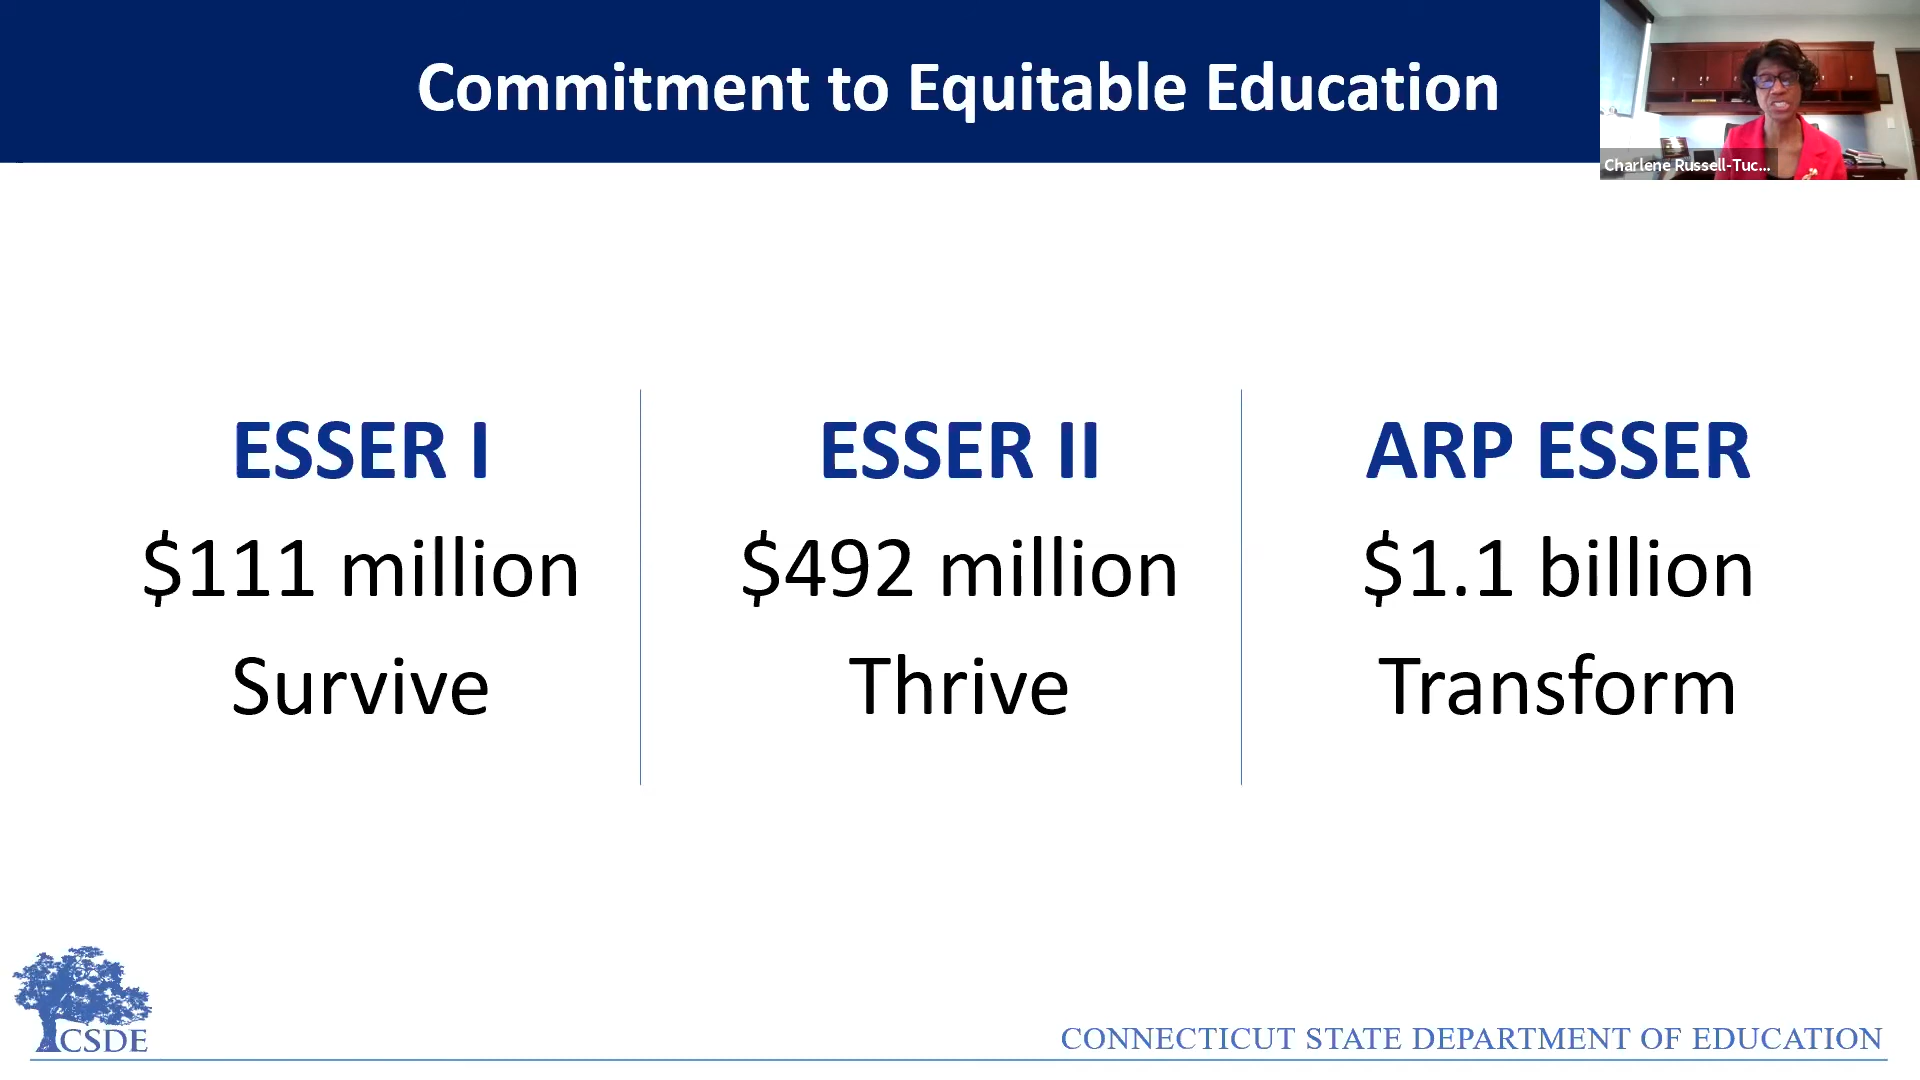 Commitment to Equitable Education
Charlene Russell-Tuc...
ESSER I
$111 million
Survive
ESSER II
$492 million
Thrive
ARP ESSER
$1.1 billion
Transform
CSDE
CONNECTICUT STATE DEPARTMENT OF EDUCATION